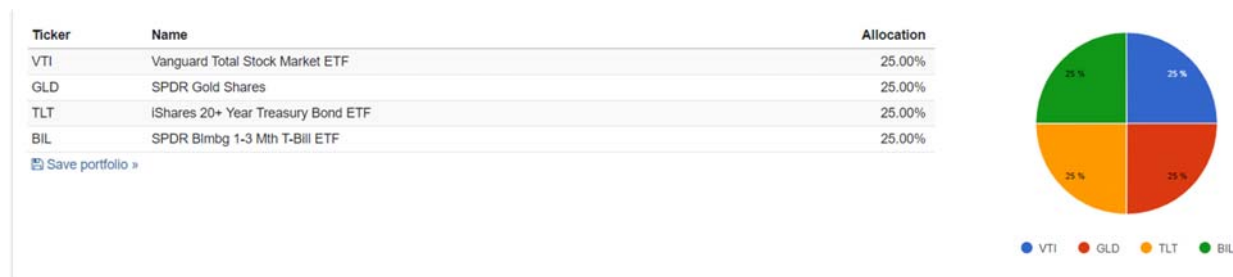 Ticker Name Allocation
VTI Vanguard Total Stock Market ETF 25.00%
GLD SPDR Gold Shares 25.00%
TLT iShares 20+ Year Treasury Bond ETF 25.00%
BIL SPDR Blmbg 1-3 Mth T-Bill ETF 25.00%
Save portfolio »
25 % 25 %
25 % 25 %
VTI GLD TLT BIL